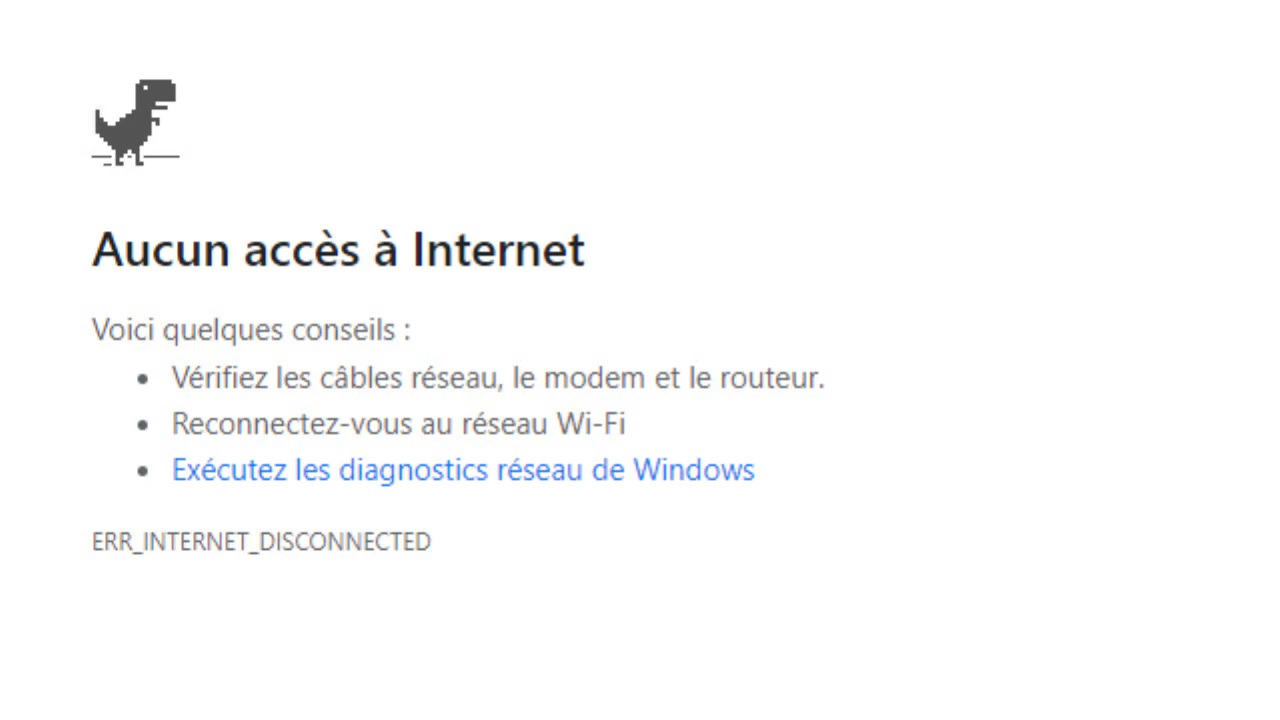 Aucun accès à Internet
Voici quelques conseils :
Vérifiez les câbles réseau, le modem et le routeur.
Reconnectez-vous au réseau Wi-Fi
Exécutez les diagnostics réseau de Windows
ERR_INTERNET_DISCONNECTED